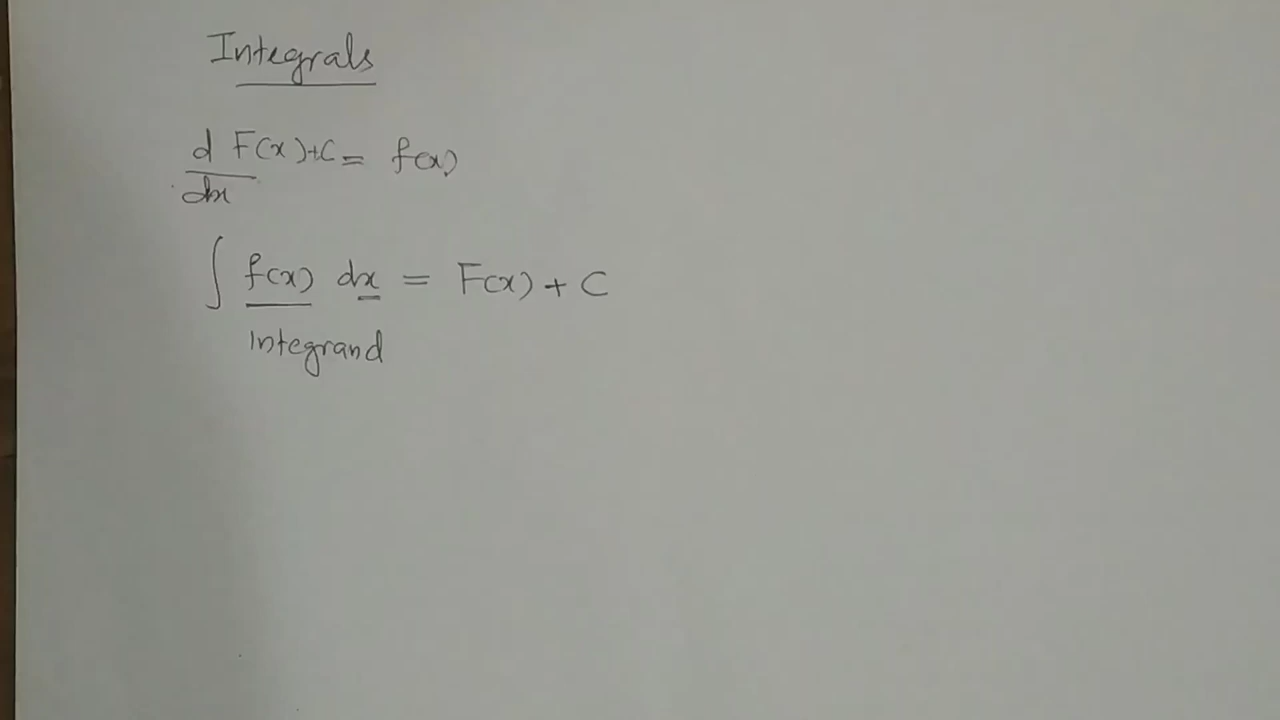 Integrals
d F(x)+C = f(x)
dx
∫ f(x) dx = F(x) + C
Integrand